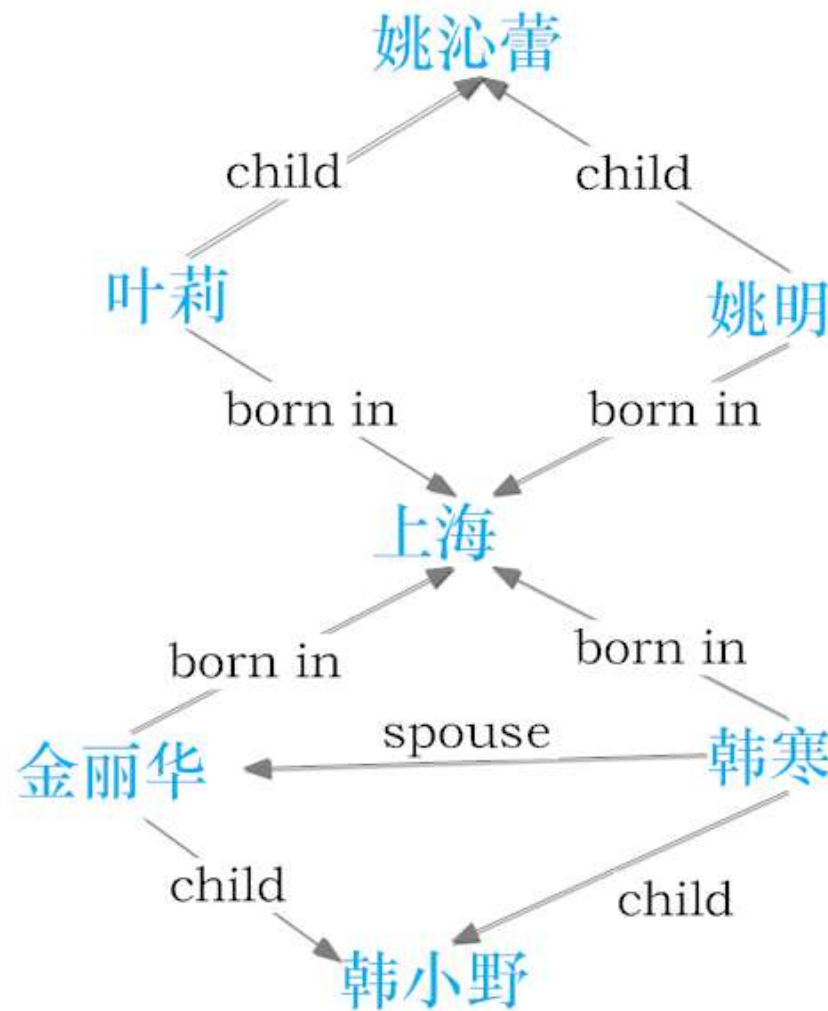 姚沁蕾
child
child
叶莉
姚明
born in
born in
上海
born in
born in
spouse
金丽华
韩寒
child
child
韩小野